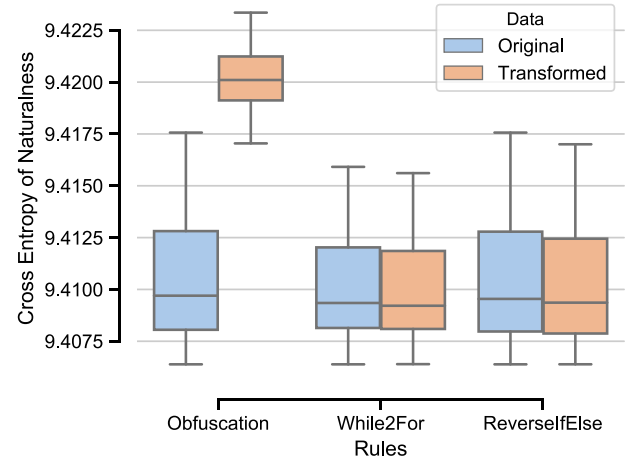 Data
Original
Transformed
Cross Entropy of Naturalness
9.4225
9.4200
9.4175
9.4150
9.4125
9.4100
9.4075
Obfuscation
While2For
ReverseIfElse
Rules